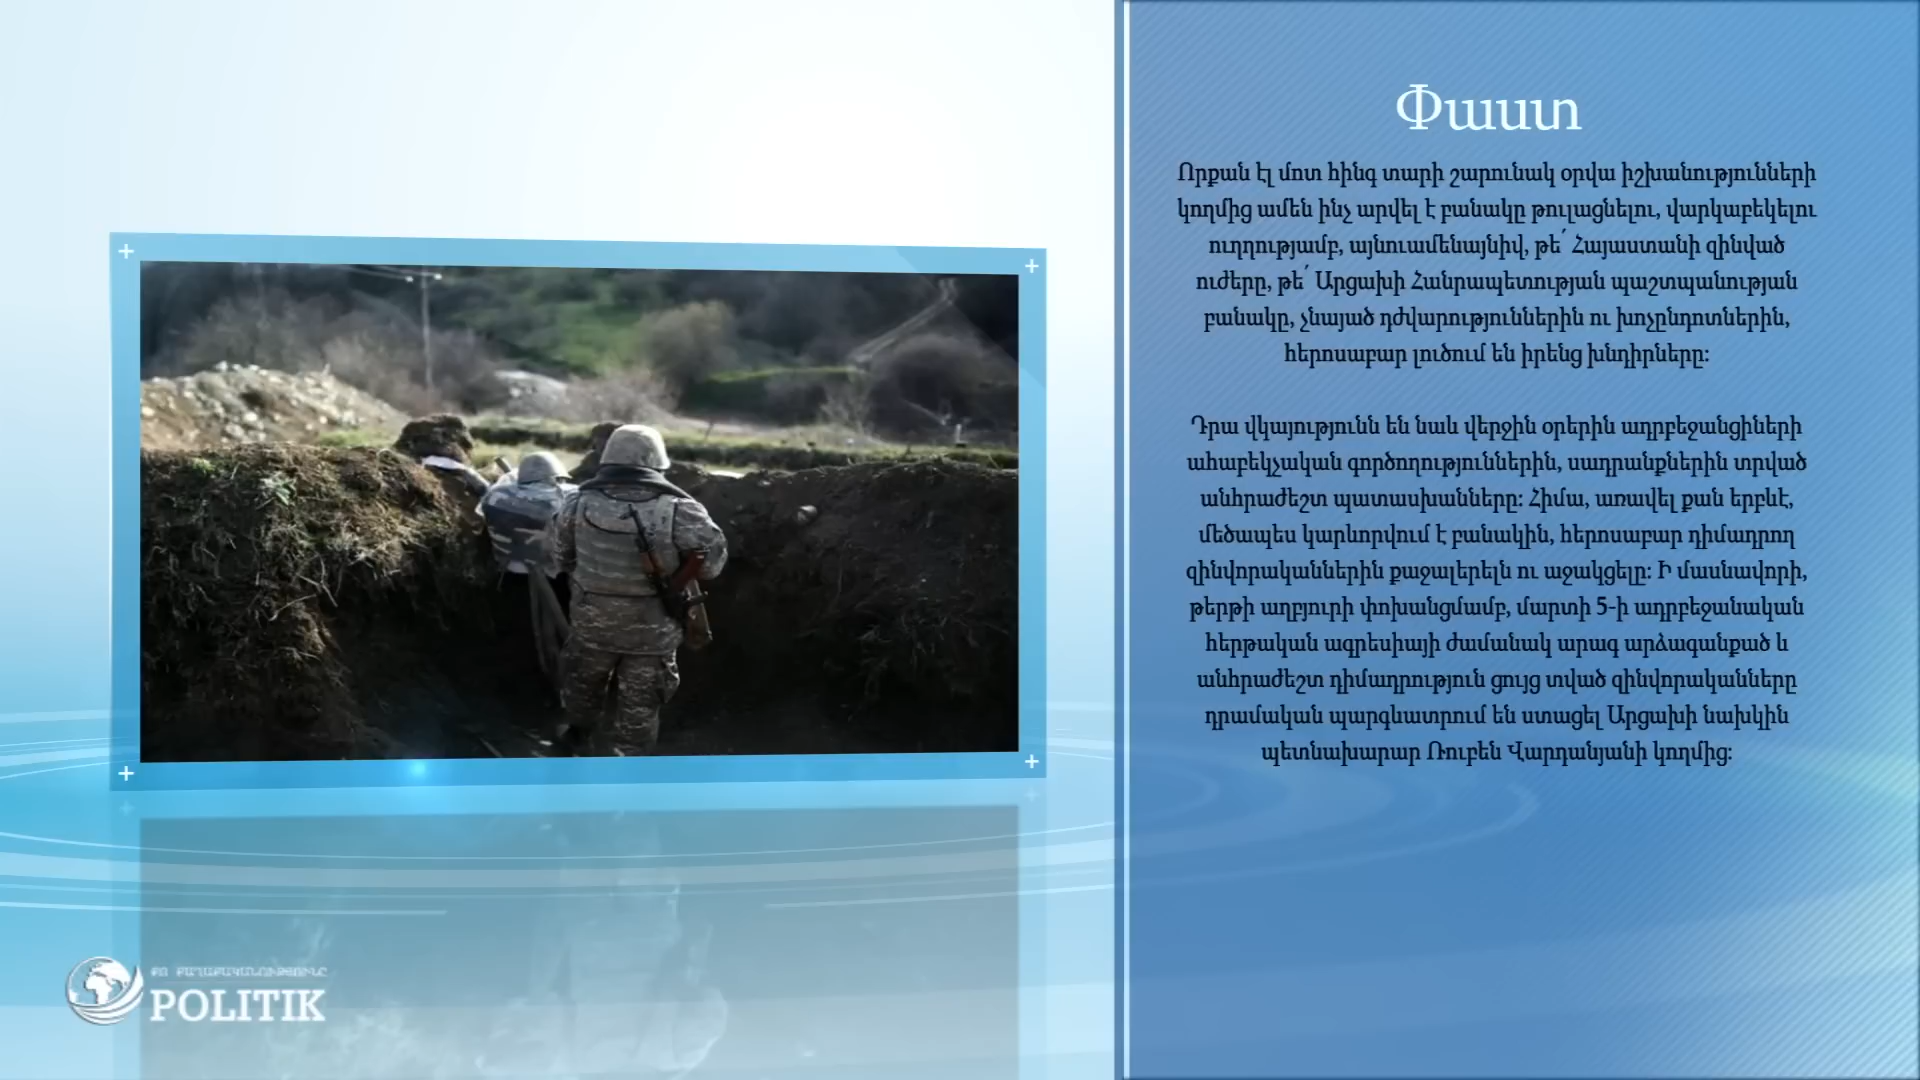 Փաստ
Որքան էլ մոտ հինգ տարի շարունակ օրվա իշխանությունների
կողմից ամեն ինչ արվել է բանակը թուլացնելու, վարկաբեկելու
ուղղությամբ, այնուամենայնիվ, թե՛ Հայաստանի զինված
ուժերը, թե՛ Արցախի Հանրապետության պաշտպանության
բանակը, չնայած դժվարություններին ու խոչընդոտներին,
հերոսաբար լուծում են իրենց խնդիրները։
Դրա վկայությունն են նաև վերջին օրերին ադրբեջանցիների
ահաբեկչական գործողություններին, սադրանքներին տրված
անհրաժեշտ պատասխանները։ Հիմա, առավել քան երբևէ,
մեծապես կարևորվում է բանակին, հերոսաբար դիմադրող
զինվորականներին քաջալերելն ու աջակցելը։ Ի մասնավորի,
թերթի աղբյուրի փոխանցմամբ, մարտի 5-ի ադրբեջանական
հերթական ագրեսիայի ժամանակ արագ արձագանքած և
անհրաժեշտ դիմադրություն ցույց տված զինվորականները
դրամական պարգևատրում են ստացել Արցախի նախկին
պետնախարար Ռուբեն Վարդանյանի կողմից։
ՔՈ ՔԱՂԱՔԱԿԱՆՈՒԹՅՈՒՆԸ
POLITIK